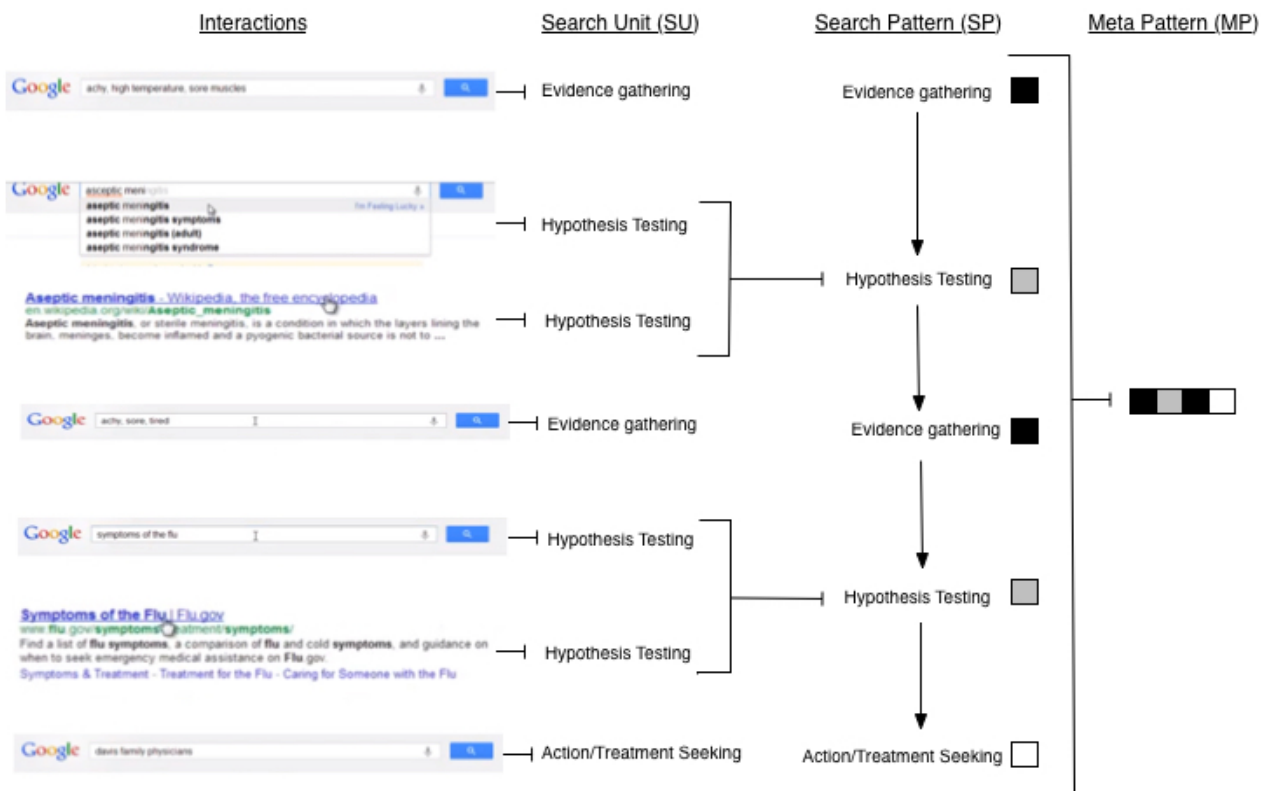 Interactions
Search Unit (SU)
Search Pattern (SP)
Meta Pattern (MP)
Google achy, high temperature, sore muscles
Evidence gathering
Evidence gathering
Google asceptic meningitis
aseptic meningitis
I'm Feeling Lucky »
aseptic meningitis symptoms
aseptic meningitis (adult)
aseptic meningitis syndrome
Hypothesis Testing
Hypothesis Testing
Aseptic meningitis - Wikipedia, the free encyclopedia
en.wikipedia.org/wiki/Aseptic_meningitis
Aseptic meningitis, or sterile meningitis, is a condition in which the layers lining the
brain, meninges, become inflamed and a pyogenic bacterial source is not to ...
Hypothesis Testing
Google achy, sore, tired
Evidence gathering
Evidence gathering
Google symptoms of the flu
Hypothesis Testing
Hypothesis Testing
Symptoms of the Flu | Flu.gov
www.flu.gov/symptoms-treatment/symptoms/
Find a list of flu symptoms, a comparison of flu and cold symptoms, and guidance on
when to seek emergency medical assistance on Flu.gov.
Symptoms & Treatment - Treatment for the Flu - Caring for Someone with the Flu
Hypothesis Testing
Google davis family physicians
Action/Treatment Seeking
Action/Treatment Seeking